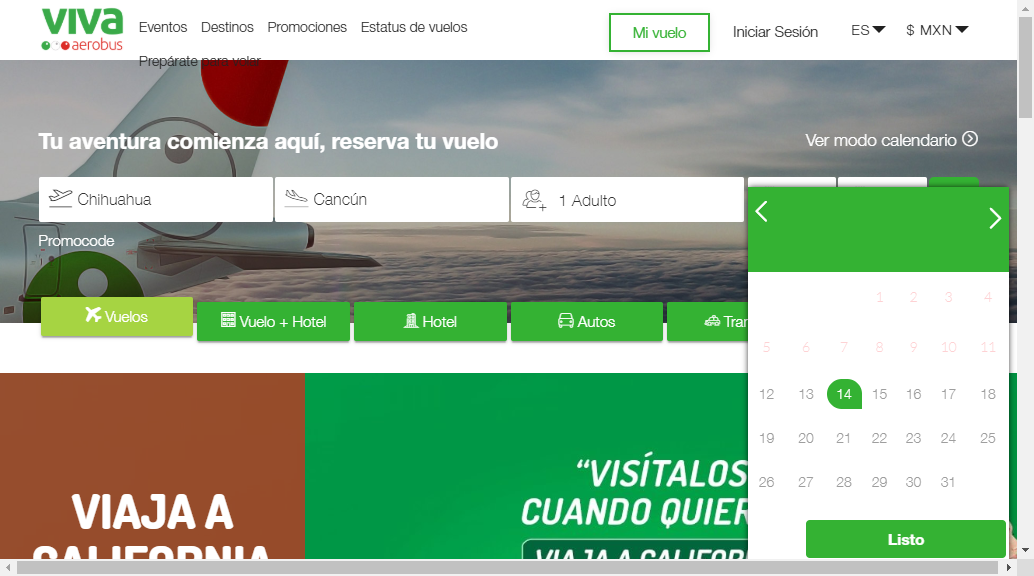 viva
aerobus
Eventos Destinos Promociones Estatus de vuelos
Prepárate para volar
Mi vuelo Iniciar Sesión ES $ MXN
Tu aventura comienza aquí, reserva tu vuelo
Ver modo calendario
Chihuahua Cancún 1 Adulto
Promocode
Vuelos Vuelo + Hotel Hotel Autos
1 2 3 4
5 6 7 8 9 10 11
12 13 14 15 16 17 18
19 20 21 22 23 24 25
26 27 28 29 30 31
Listo
VIAJA A
CALIFORNIA
“VISÍTALOS
CUANDO QUIER
VIAJA A CALIFOR